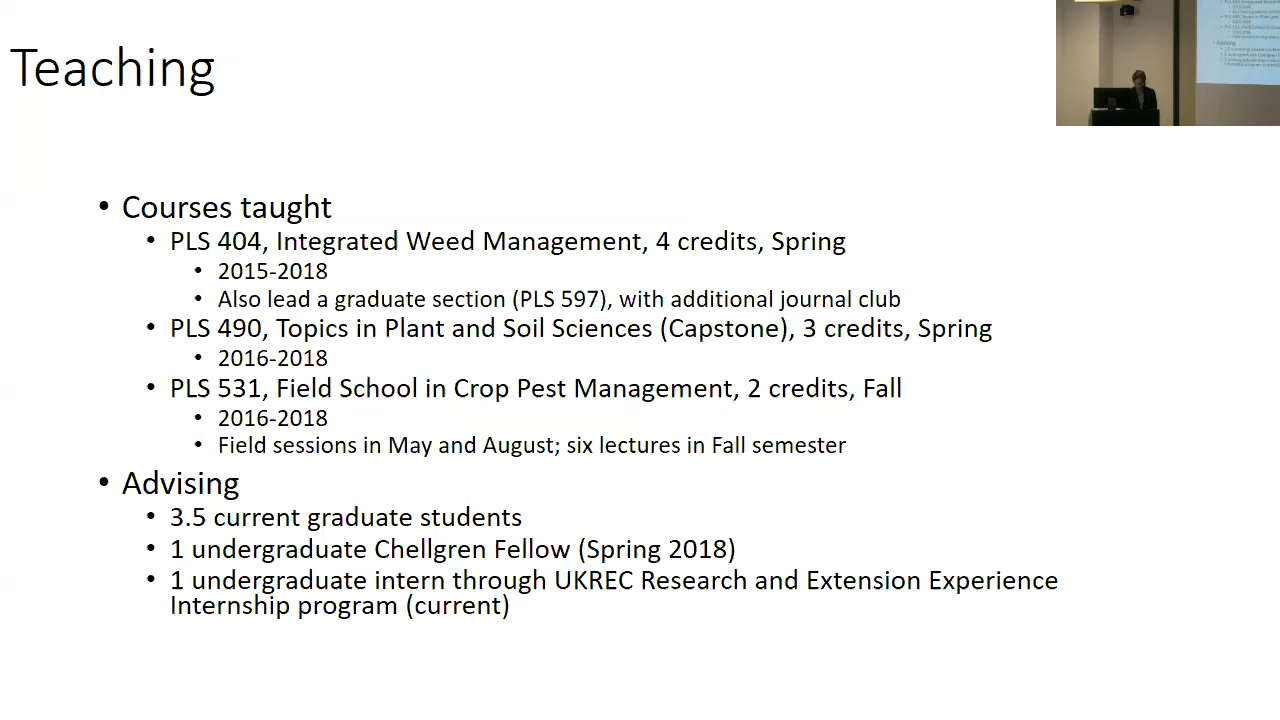 Teaching
• Courses taught
• PLS 404, Integrated Weed Management, 4 credits, Spring
• 2015-2018
• Also lead a graduate section (PLS 597), with additional journal club
• PLS 490, Topics in Plant and Soil Sciences (Capstone), 3 credits, Spring
• 2016-2018
• PLS 531, Field School in Crop Pest Management, 2 credits, Fall
• 2016-2018
• Field sessions in May and August; six lectures in Fall semester
• Advising
• 3.5 current graduate students
• 1 undergraduate Chellgren Fellow (Spring 2018)
• 1 undergraduate intern through UKREC Research and Extension Experience
Internship program (current)